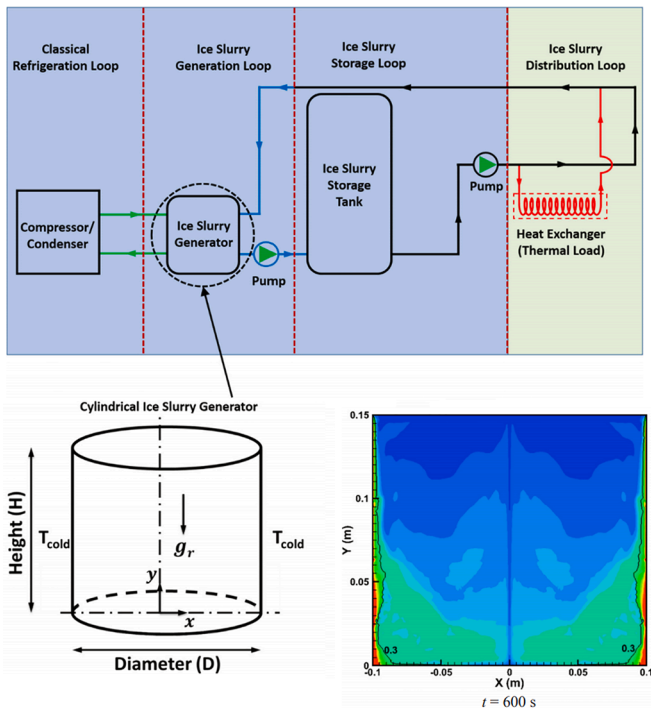 Classical
Refrigeration Loop
Ice Slurry
Generation Loop
Ice Slurry
Storage Loop
Ice Slurry
Distribution Loop
Compressor/
Condenser
Ice Slurry
Generator
Pump
Ice Slurry
Storage
Tank
Pump
Heat Exchanger
(Thermal Load)
Cylindrical Ice Slurry Generator
Height (H)
Tcold
gr
y
x
Tcold
Diameter (D)
Y (m)
0.15
0.1
0.05
0
0.3
0.3
-0.1
-0.05
0
0.05
0.1
X (m)
t = 600 s